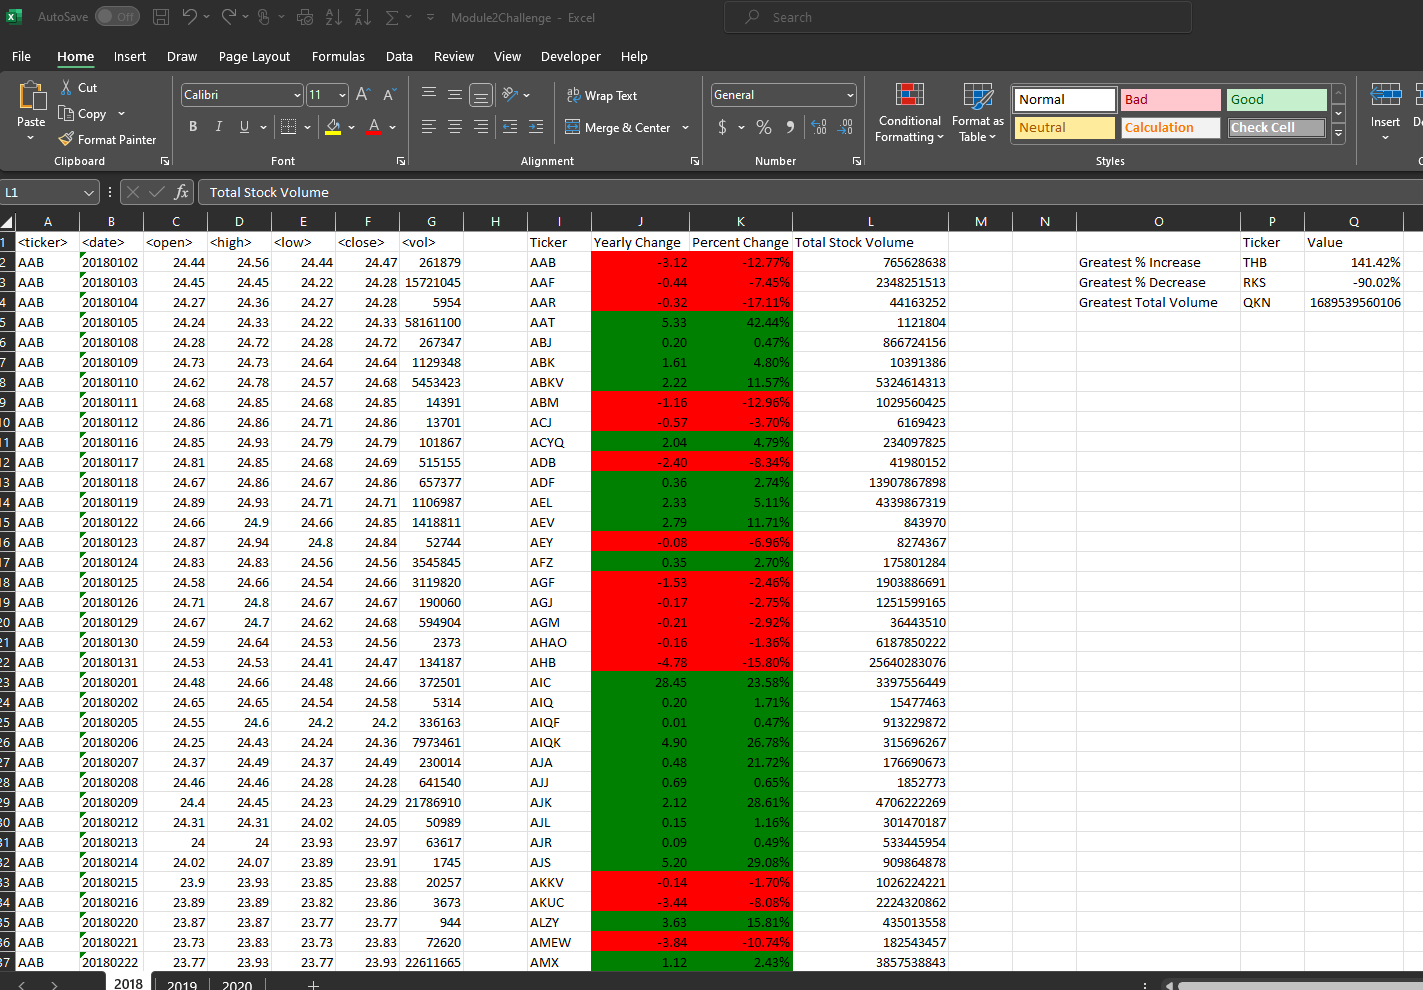 AutoSave Off Module2Challenge - Excel Search
File Home Insert Draw Page Layout Formulas Data Review View Developer Help
Paste Cut Copy Format Painter Clipboard
Calibri 11 B I U A Font
ab Wrap Text Merge & Center Alignment
General $ % 9 .00 Number
Conditional Formatting Format as Table
Normal Bad Good
Neutral Calculation Check Cell
Styles
Insert
L1 fx Total Stock Volume
A B C D E F G H I J K L M N O P Q
1 <ticker> <date> <open> <high> <low> <close> <vol> Ticker Yearly Change Percent Change Total Stock Volume Ticker Value
2 AAB 20180102 24.44 24.56 24.44 24.47 261879 AAB -3.12 -12.77% 765628638 Greatest % Increase THB 141.42%
3 AAB 20180103 24.45 24.45 24.22 24.28 15721045 AAF -0.44 -7.45% 2348251513 Greatest % Decrease RKS -90.02%
4 AAB 20180104 24.27 24.36 24.27 24.28 5954 AAR -0.32 -17.11% 44163252 Greatest Total Volume QKN 1689539560106
5 AAB 20180105 24.24 24.33 24.22 24.33 58161100 AAT 5.33 42.44% 1121804
6 AAB 20180108 24.28 24.72 24.28 24.72 267347 ABJ 0.20 0.47% 866724156
7 AAB 20180109 24.73 24.73 24.64 24.64 1129348 ABK 1.61 4.80% 10391386
8 AAB 20180110 24.62 24.78 24.57 24.68 5453423 ABKV 2.22 11.57% 5324614313
9 AAB 20180111 24.68 24.85 24.68 24.85 14391 ABM -1.16 -12.96% 1029560425
10 AAB 20180112 24.86 24.86 24.71 24.86 13701 ACJ -0.57 -3.70% 6169423
11 AAB 20180116 24.85 24.93 24.79 24.79 101867 ACYQ 2.04 4.79% 234097825
12 AAB 20180117 24.81 24.85 24.68 24.69 515155 ADB -2.40 -8.34% 41980152
13 AAB 20180118 24.67 24.86 24.67 24.86 657377 ADF 0.36 2.74% 13907867898
14 AAB 20180119 24.89 24.93 24.71 24.71 1106987 AEL 2.33 5.11% 4339867319
15 AAB 20180122 24.66 24.9 24.66 24.85 1418811 AEV 2.79 11.71% 843970
16 AAB 20180123 24.87 24.94 24.8 24.84 52744 AEY -0.08 -6.96% 8274367
17 AAB 20180124 24.83 24.83 24.56 24.56 3545845 AFZ 0.35 2.70% 175801284
18 AAB 20180125 24.58 24.66 24.54 24.66 3119820 AGF -1.53 -2.46% 1903886691
19 AAB 20180126 24.71 24.8 24.67 24.67 190060 AGJ -0.17 -2.75% 1251599165
20 AAB 20180129 24.67 24.7 24.62 24.68 594904 AGM -0.21 -2.92% 36443510
21 AAB 20180130 24.59 24.64 24.53 24.56 2373 AHAO -0.16 -1.36% 6187850222
22 AAB 20180131 24.53 24.53 24.41 24.47 134187 AHB -4.78 -15.80% 25640283076
23 AAB 20180201 24.48 24.66 24.48 24.66 372501 AIC 28.45 23.58% 3397556449
24 AAB 20180202 24.65 24.65 24.54 24.58 5314 AIQ 0.20 1.71% 15477463
25 AAB 20180205 24.55 24.6 24.2 24.2 336163 AIQF 0.01 0.47% 913229872
26 AAB 20180206 24.25 24.43 24.24 24.36 7973461 AIQK 4.90 26.78% 315696267
27 AAB 20180207 24.37 24.49 24.37 24.49 230014 AJA 0.48 21.72% 176690673
28 AAB 20180208 24.46 24.46 24.28 24.28 641540 AJJ 0.69 0.65% 1852773
29 AAB 20180209 24.4 24.45 24.23 24.29 21786910 AJK 2.12 28.61% 4706222269
30 AAB 20180212 24.31 24.31 24.02 24.05 50989 AJL 0.15 1.16% 301470187
31 AAB 20180213 24 24 23.93 23.97 63617 AJR 0.09 0.49% 533445954
32 AAB 20180214 24.02 24.07 23.89 23.91 1745 AJS 5.20 29.08% 909864878
33 AAB 20180215 23.9 23.93 23.85 23.88 20257 AKKV -0.14 -1.70% 1026224221
34 AAB 20180216 23.89 23.89 23.82 23.86 3673 AKUC -3.44 -8.08% 2224320862
35 AAB 20180220 23.87 23.87 23.77 23.77 944 ALZY 3.63 15.81% 435013558
36 AAB 20180221 23.73 23.83 23.73 23.83 72620 AMEW -3.84 -10.74% 182543457
37 AAB 20180222 23.77 23.93 23.77 23.93 22611665 AMX 1.12 2.43% 3857538843
2018 2019 2020